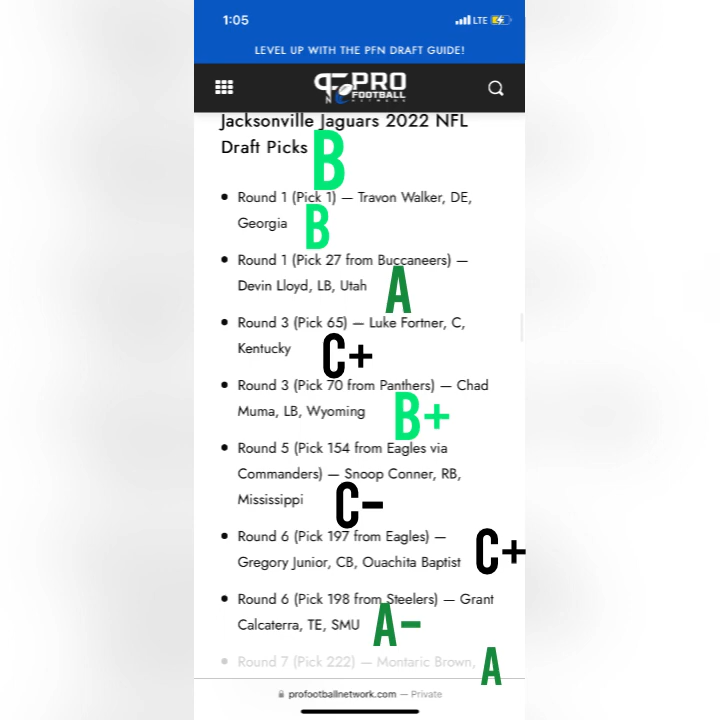 1:05
LTE
LEVEL UP WITH THE PFN DRAFT GUIDE!
PFN PRO
FOOTBALL
NETWORK
Jacksonville Jaguars 2022 NFL
Draft Picks B
• Round 1 (Pick 1) — Travon Walker, DE,
Georgia B
• Round 1 (Pick 27 from Buccaneers) —
Devin Lloyd, LB, Utah A
• Round 3 (Pick 65) — Luke Fortner, C,
Kentucky C+
• Round 3 (Pick 70 from Panthers) — Chad
Muma, LB, Wyoming B+
• Round 5 (Pick 154 from Eagles via
Commanders) — Snoop Conner, RB,
Mississippi C-
• Round 6 (Pick 197 from Eagles) —
Gregory Junior, CB, Ouachita Baptist C+
• Round 6 (Pick 198 from Steelers) — Grant
Calcaterra, TE, SMU A-
• Round 7 (Pick 222) — Montaric Brown, A
profootballnetwork.com — Private